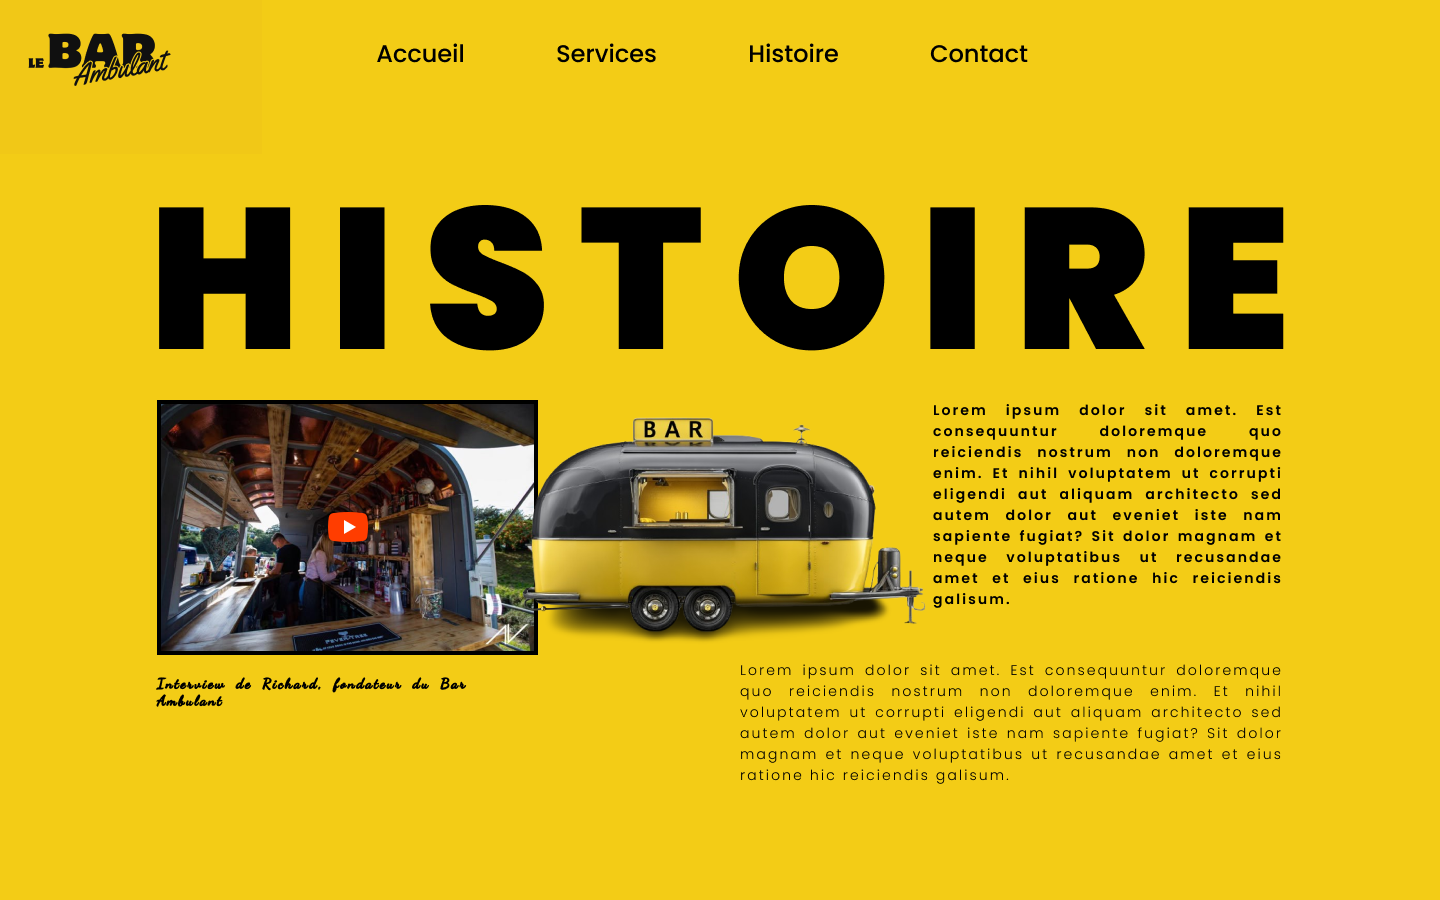 LE BAR
Ambulant
Accueil Services Histoire Contact
HISTOIRE
BAR
Lorem ipsum dolor sit amet. Est
consequuntur doloremque quo
reiciendis nostrum non doloremque
enim. Et nihil voluptatem ut corrupti
eligendi aut aliquam architecto sed
autem dolor aut eveniet iste nam
sapiente fugiat? Sit dolor magnam et
neque voluptatibus ut recusandae
amet et eius ratione hic reiciendis
galisum.
Interview de Richard, fondateur du Bar
Ambulant
Lorem ipsum dolor sit amet. Est consequuntur doloremque
quo reiciendis nostrum non doloremque enim. Et nihil
voluptatem ut corrupti eligendi aut aliquam architecto sed
autem dolor aut eveniet iste nam sapiente fugiat? Sit dolor
magnam et neque voluptatibus ut recusandae amet et eius
ratione hic reiciendis galisum.